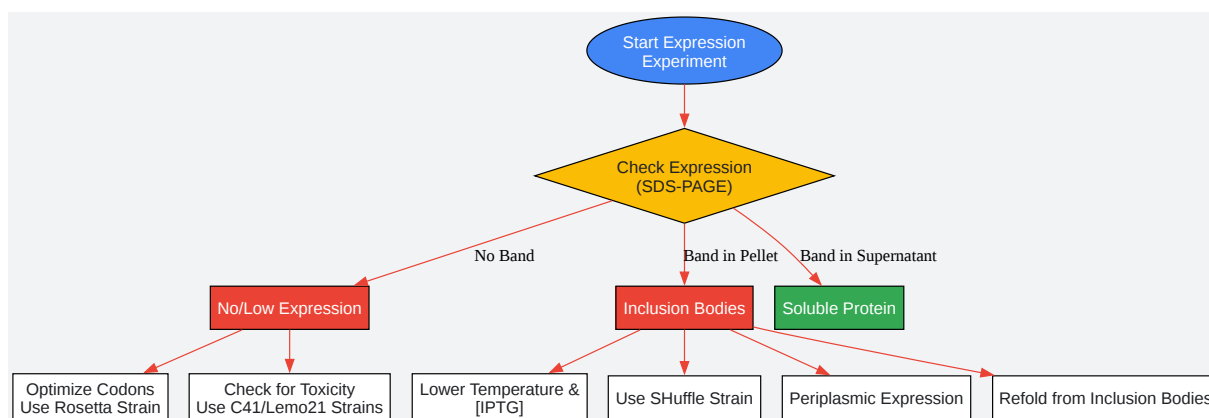 Start Expression
Experiment
Check Expression
(SDS-PAGE)
No Band
Band in Pellet
Band in Supernatant
No/Low Expression
Inclusion Bodies
Soluble Protein
Optimize Codons
Use Rosetta Strain
Check for Toxicity
Use C41/Lemo21 Strains
Lower Temperature &
[IPTG]
Use SHuffle Strain
Periplasmic Expression
Refold from Inclusion Bodies